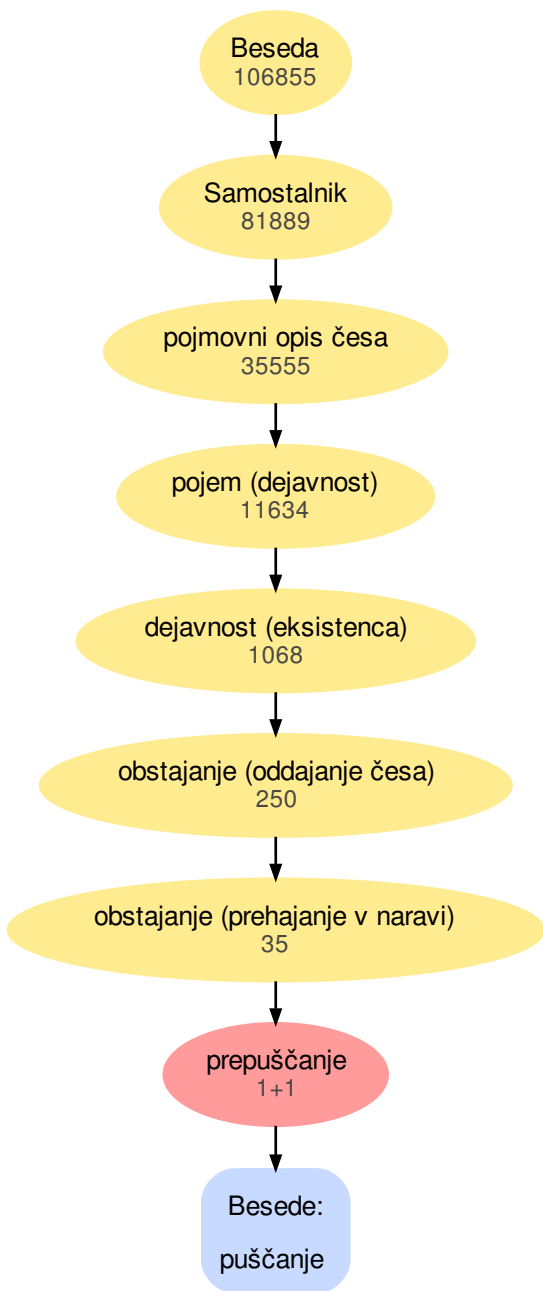 Beseda
106855
Samostalnik
81889
pojmovni opis česa
35555
pojem (dejavnost)
11634
dejavnost (eksistenca)
1068
obstajanje (oddajanje česa)
250
obstajanje (prehajanje v naravi)
35
prepuščanje
1+1
Besede:
puščanje